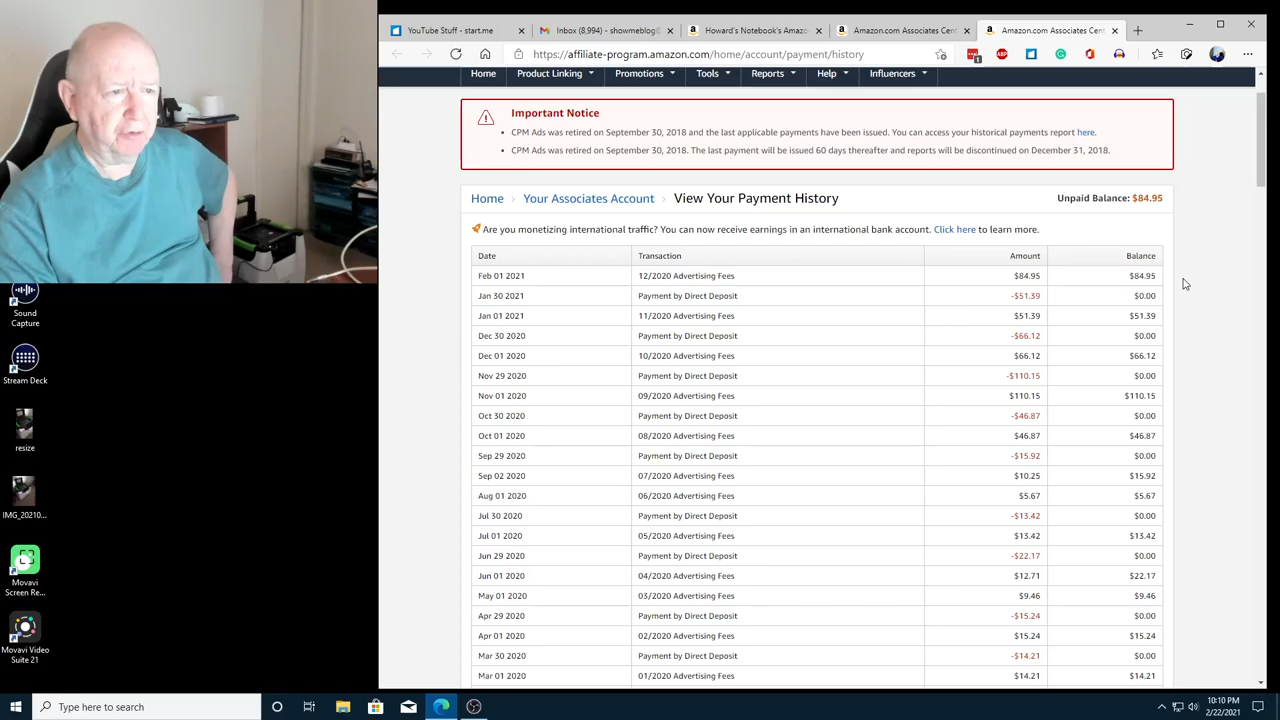 YouTube Stuff - start.me
Inbox (8,994) - showmeblog@
Howard's Notebook's Amazo
Amazon.com Associates Cent
Amazon.com Associates Cent
https://affiliate-program.amazon.com/home/account/payment/history
Home Product Linking Promotions Tools Reports Help Influencers
Important Notice
• CPM Ads was retired on September 30, 2018 and the last applicable payments have been issued. You can access your historical payments report here.
• CPM Ads was retired on September 30, 2018. The last payment will be issued 60 days thereafter and reports will be discontinued on December 31, 2018.
Home › Your Associates Account › View Your Payment History Unpaid Balance: $84.95
Are you monetizing international traffic? You can now receive earnings in an international bank account. Click here to learn more.
Date Transaction Amount Balance
Feb 01 2021 12/2020 Advertising Fees $84.95 $84.95
Jan 30 2021 Payment by Direct Deposit -$51.39 $0.00
Jan 01 2021 11/2020 Advertising Fees $51.39 $51.39
Dec 30 2020 Payment by Direct Deposit -$66.12 $0.00
Dec 01 2020 10/2020 Advertising Fees $66.12 $66.12
Nov 29 2020 Payment by Direct Deposit -$110.15 $0.00
Nov 01 2020 09/2020 Advertising Fees $110.15 $110.15
Oct 30 2020 Payment by Direct Deposit -$46.87 $0.00
Oct 01 2020 08/2020 Advertising Fees $46.87 $46.87
Sep 29 2020 Payment by Direct Deposit -$15.92 $0.00
Sep 02 2020 07/2020 Advertising Fees $10.25 $15.92
Aug 01 2020 06/2020 Advertising Fees $5.67 $5.67
Jul 30 2020 Payment by Direct Deposit -$13.42 $0.00
Jul 01 2020 05/2020 Advertising Fees $13.42 $13.42
Jun 29 2020 Payment by Direct Deposit -$22.17 $0.00
Jun 01 2020 04/2020 Advertising Fees $12.71 $22.17
May 01 2020 03/2020 Advertising Fees $9.46 $9.46
Apr 29 2020 Payment by Direct Deposit -$15.24 $0.00
Apr 01 2020 02/2020 Advertising Fees $15.24 $15.24
Mar 30 2020 Payment by Direct Deposit -$14.21 $0.00
Mar 01 2020 01/2020 Advertising Fees $14.21 $14.21
Sound
Capture
Stream Deck
resize
IMG_20210...
Movavi
Screen Re...
Movavi Video
Suite 21
Type here to search
10:10 PM
2/22/2021